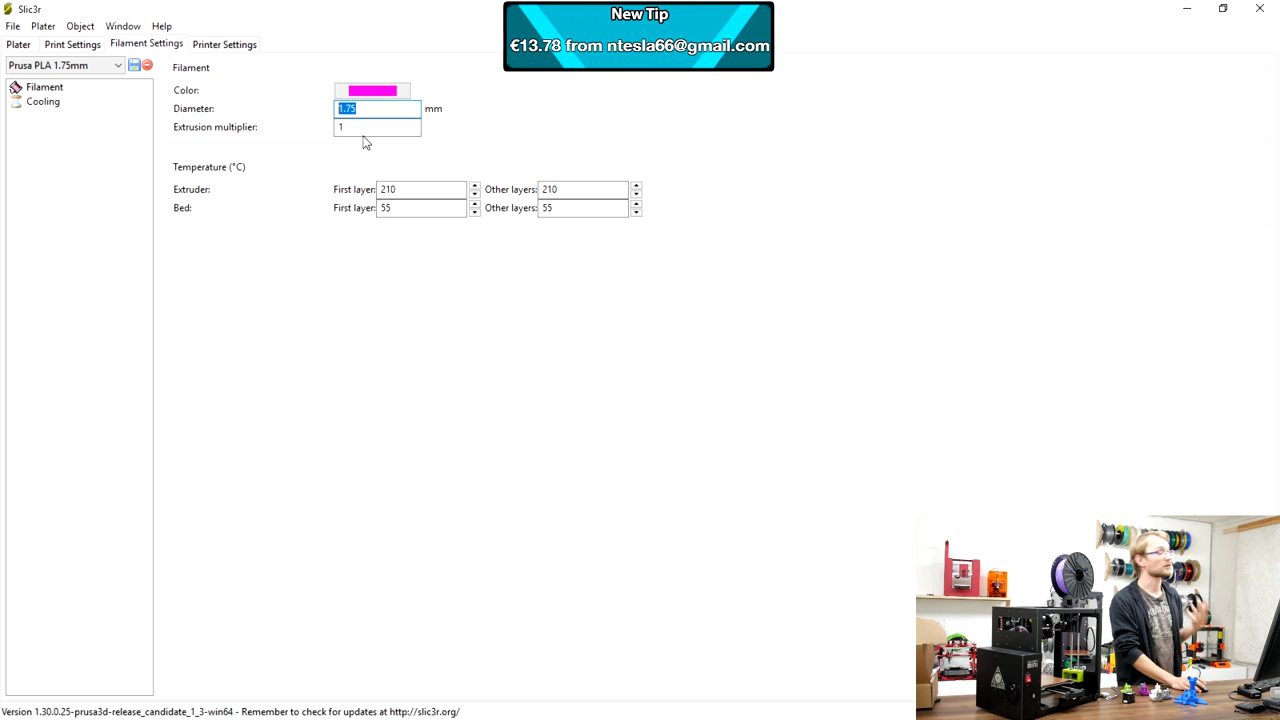 Slic3r
File Plater Object Window Help
Plater Print Settings Filament Settings Printer Settings
Prusa PLA 1.75mm
Filament
Cooling
Filament
Color:
Diameter: 1.75 mm
Extrusion multiplier: 1
Temperature (°C)
Extruder: First layer: 210 Other layers: 210
Bed: First layer: 55 Other layers: 55
New Tip
€13.78 from ntesla66@gmail.com
Version 1.30.0.25-prusa3d-release_candidate_1_3-win64 - Remember to check for updates at http://slic3r.org/